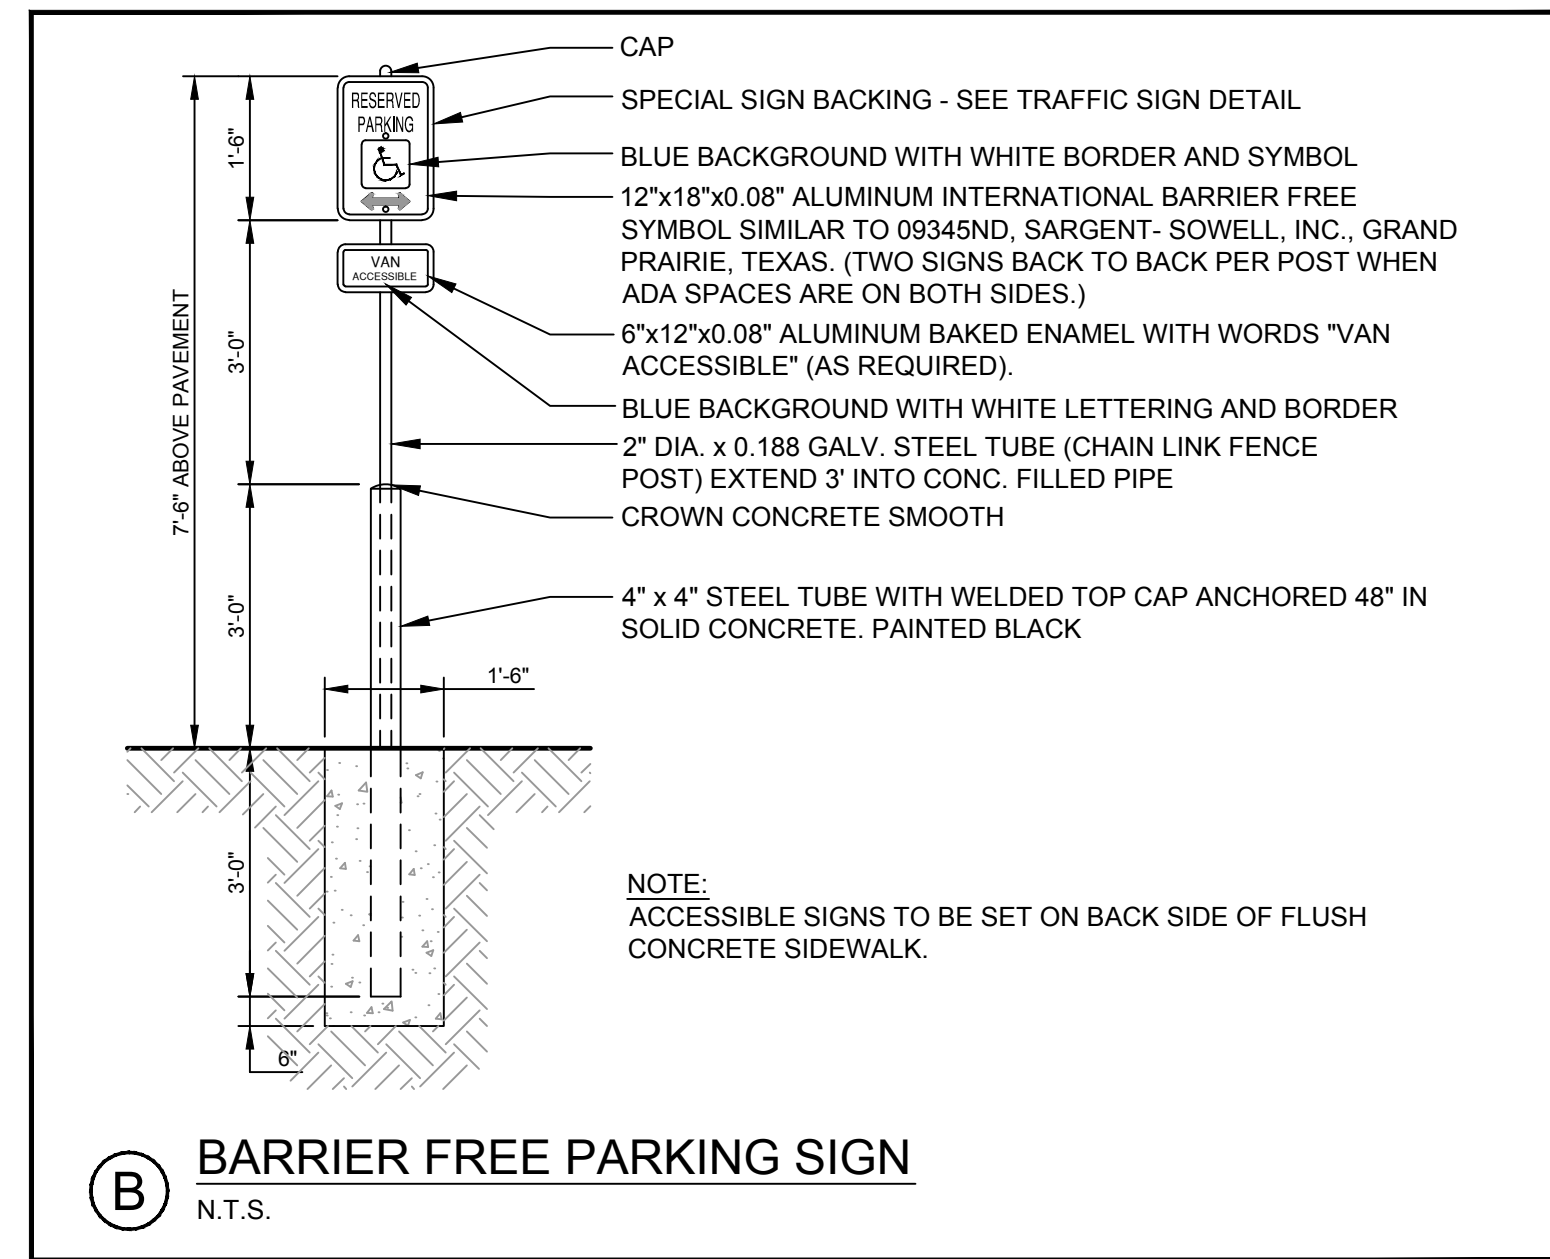 CAP
SPECIAL SIGN BACKING - SEE TRAFFIC SIGN DETAIL
RESERVED
PARKING
1'-6"
BLUE BACKGROUND WITH WHITE BORDER AND SYMBOL
12"x18"x0.08" ALUMINUM INTERNATIONAL BARRIER FREE
SYMBOL SIMILAR TO 09345ND, SARGENT- SOWELL, INC., GRAND
PRAIRIE, TEXAS. (TWO SIGNS BACK TO BACK PER POST WHEN
ADA SPACES ARE ON BOTH SIDES.)
VAN
ACCESSIBLE
6"x12"x0.08" ALUMINUM BAKED ENAMEL WITH WORDS "VAN
ACCESSIBLE" (AS REQUIRED).
3'-0"
7'-6" ABOVE PAVEMENT
BLUE BACKGROUND WITH WHITE LETTERING AND BORDER
2" DIA. x 0.188 GALV. STEEL TUBE (CHAIN LINK FENCE
POST) EXTEND 3' INTO CONC. FILLED PIPE
CROWN CONCRETE SMOOTH
3'-0"
4" x 4" STEEL TUBE WITH WELDED TOP CAP ANCHORED 48" IN
SOLID CONCRETE. PAINTED BLACK
1'-6"
3'-0"
NOTE:
ACCESSIBLE SIGNS TO BE SET ON BACK SIDE OF FLUSH
CONCRETE SIDEWALK.
6"
B
BARRIER FREE PARKING SIGN
N.T.S.